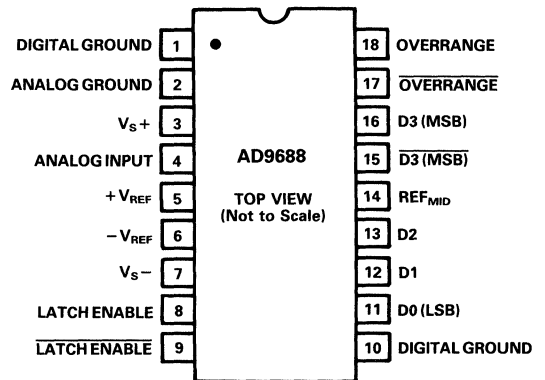 DIGITAL GROUND 1
ANALOG GROUND 2
VS+ 3
ANALOG INPUT 4
+VREF 5
−VREF 6
VS− 7
LATCH ENABLE 8
LATCH ENABLE 9
AD9688
TOP VIEW
(Not to Scale)
18 OVERRANGE
17 OVERRANGE
16 D3 (MSB)
15 D3 (MSB)
14 REFMID
13 D2
12 D1
11 D0 (LSB)
10 DIGITAL GROUND